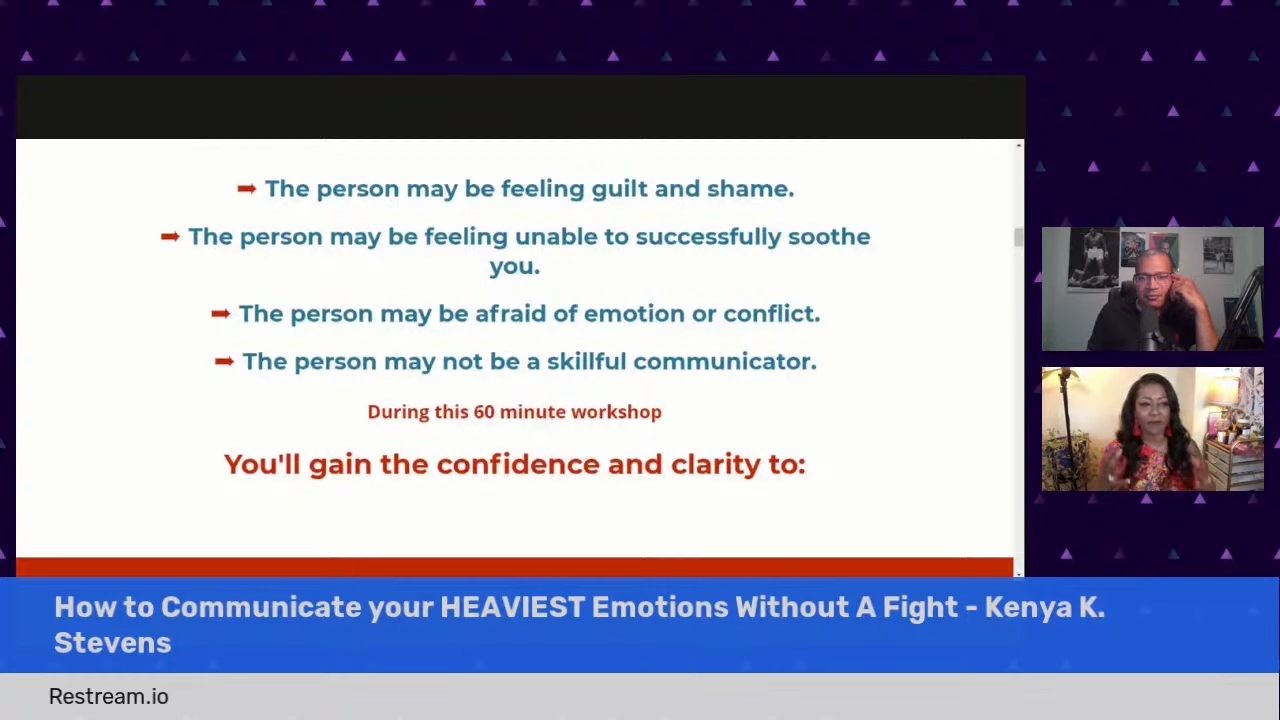 ➡ The person may be feeling guilt and shame.
➡ The person may be feeling unable to successfully soothe
you.
➡ The person may be afraid of emotion or conflict.
➡ The person may not be a skillful communicator.
During this 60 minute workshop
You'll gain the confidence and clarity to:
How to Communicate your HEAVIEST Emotions Without A Fight - Kenya K.
Stevens
Restream.io